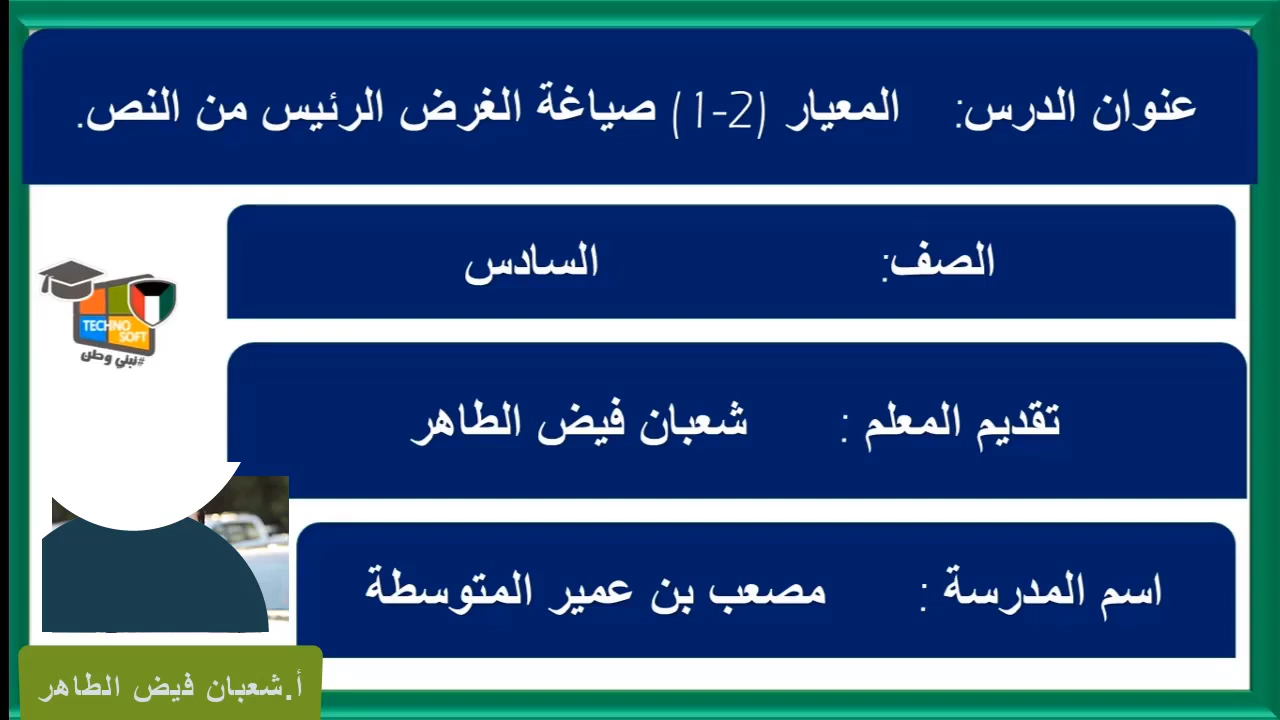 عنوان الدرس: المعيار (2-1) صياغة الغرض الرئيس من النص.
الصف: السادس
TECHNO
SOFT
#نبني وطن
تقديم المعلم : شعبان فيض الطاهر
اسم المدرسة : مصعب بن عمير المتوسطة
أ.شعبان فيض الطاهر